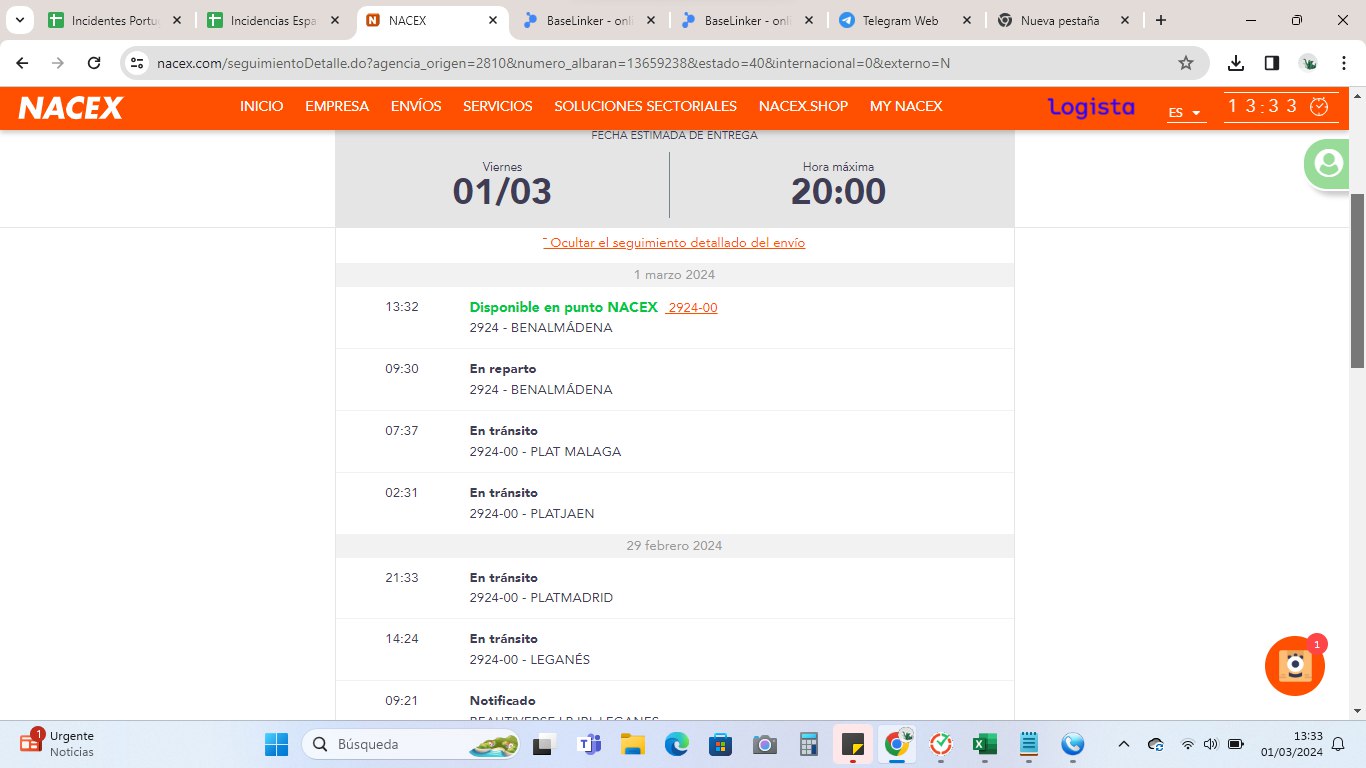 Incidentes Portug
Incidencias Espa
NACEX
BaseLinker - onli
BaseLinker - onli
Telegram Web
Nueva pestaña
nacex.com/seguimientoDetalle.do?agencia_origen=2810&numero_albaran=13659238&estado=40&internacional=0&externo=N
NACEX
INICIO
EMPRESA
ENVÍOS
SERVICIOS
SOLUCIONES SECTORIALES
NACEX.SHOP
MY NACEX
Logista
ES
13:33
FECHA ESTIMADA DE ENTREGA
Viernes
01/03
Hora máxima
20:00
Ocultar el seguimiento detallado del envío
1 marzo 2024
13:32 Disponible en punto NACEX 2924-00
2924 - BENALMÁDENA
09:30 En reparto
2924 - BENALMÁDENA
07:37 En tránsito
2924-00 - PLAT MALAGA
02:31 En tránsito
2924-00 - PLATJAEN
29 febrero 2024
21:33 En tránsito
2924-00 - PLATMADRID
14:24 En tránsito
2924-00 - LEGANÉS
09:21 Notificado
1
1
Urgente
Noticias
Búsqueda
13:33
01/03/2024